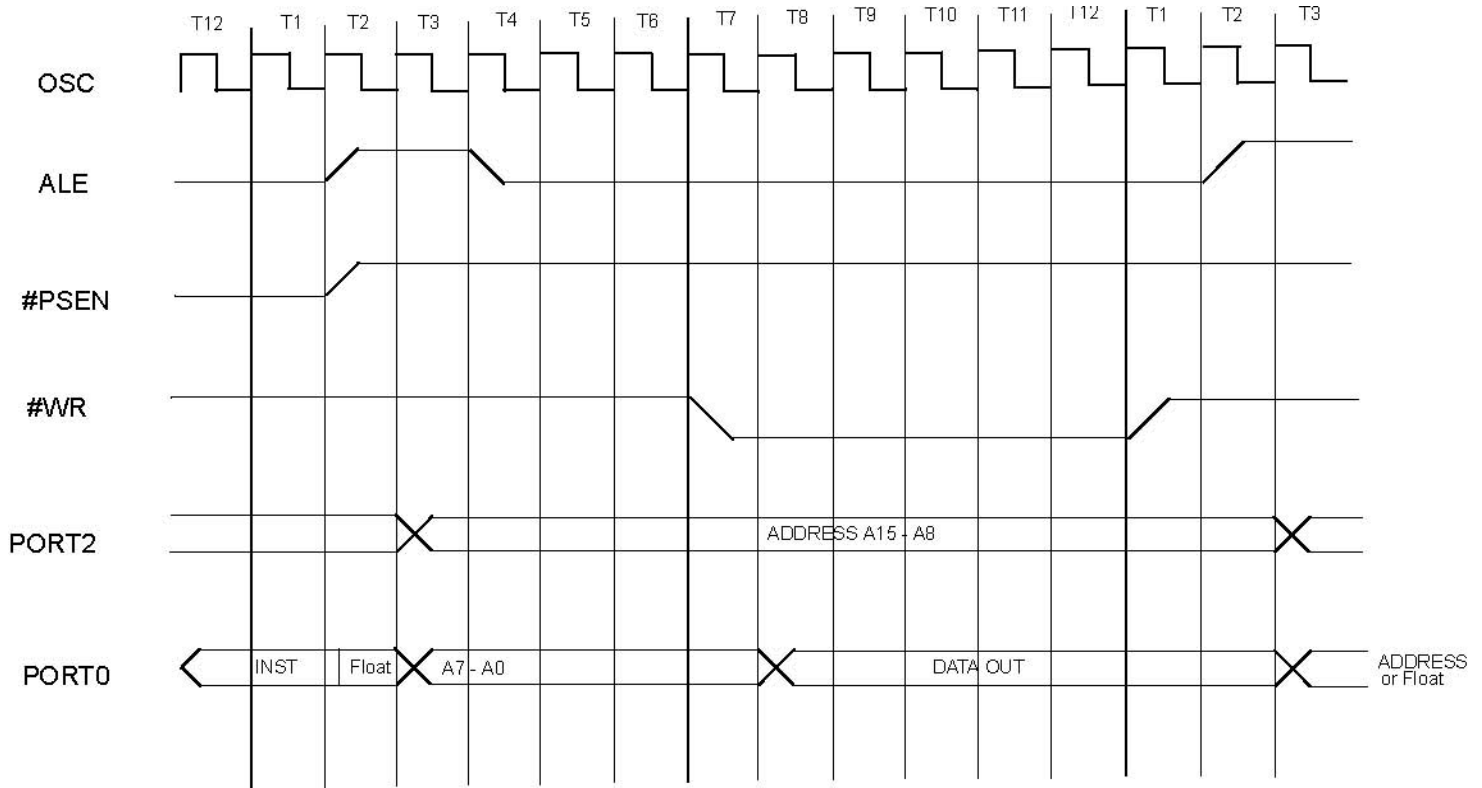 T12 T1 T2 T3 T4 T5 T6 T7 T8 T9 T10 T11 T12 T1 T2 T3
OSC
ALE
#PSEN
#WR
PORT2 ADDRESS A15 - A8
PORT0 INST Float A7 - A0 DATA OUT ADDRESS
or Float